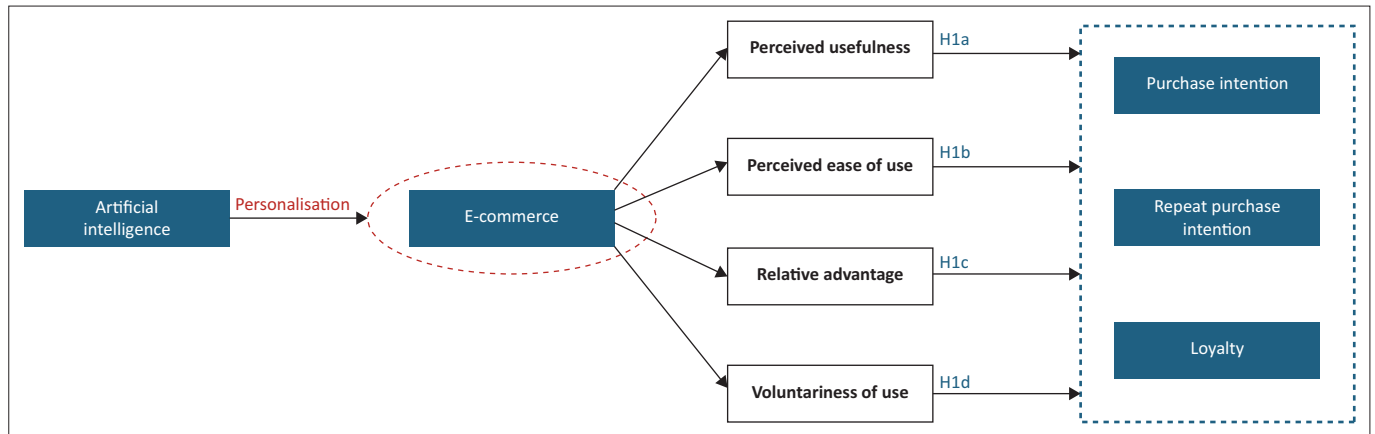 Artificial
intelligence
Personalisation
E-commerce
Perceived usefulness
H1a
Perceived ease of use
H1b
Relative advantage
H1c
Voluntariness of use
H1d
Purchase intention
Repeat purchase
intention
Loyalty